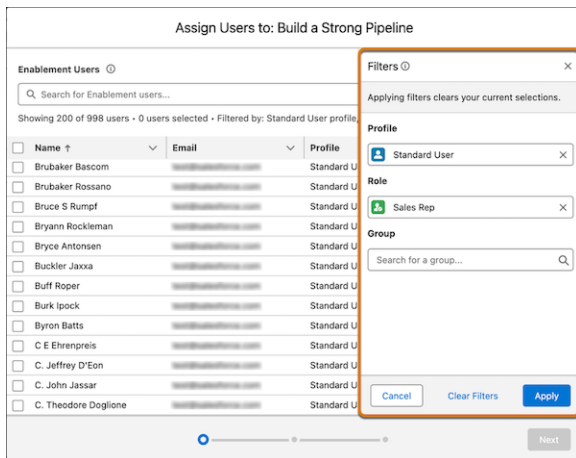 Assign Users to: Build a Strong Pipeline
Enablement Users
Search for Enablement users...
Showing 200 of 998 users • 0 users selected • Filtered by: Standard User profile,
Name ↑ Email Profile
Brubaker Bascom Standard U
Brubaker Rossano Standard U
Bruce S Rumpf Standard U
Bryann Rockleman Standard U
Bryce Antonsen Standard U
Buckler Jaxxa Standard U
Buff Roper Standard U
Burk Ipock Standard U
Byron Batts Standard U
C E Ehrenpreis Standard U
C. Jeffrey D'Eon Standard U
C. John Jassar Standard U
C. Theodore Doglione Standard U
Filters
Applying filters clears your current selections.
Profile
Standard User
Role
Sales Rep
Group
Search for a group...
Cancel Clear Filters Apply
Next